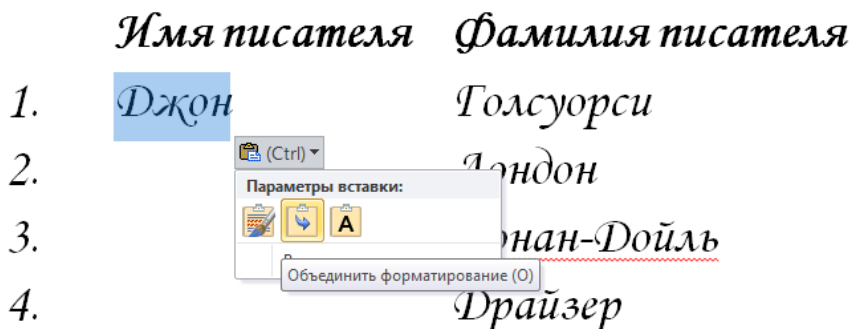 Имя писателя Фамилия писателя
1. Джон Голсуорси
(Ctrl)
2. Лондон
Параметры вставки:
A
3. онан-Дойль
Объединить форматирование (О)
4. Драйзер